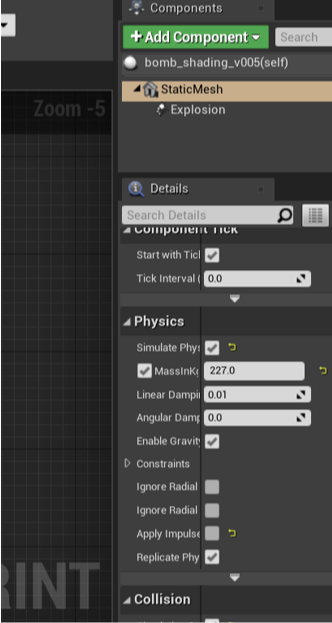 Components
+Add Component
Search
bomb_shading_v005(self)
Zoom -5
StaticMesh
Explosion
Details
Search Details
Component Tick
Start with Tick
Tick Interval (
0.0
Physics
Simulate Phys
MassInKg
227.0
Linear Dampi
0.01
Angular Damp
0.0
Enable Gravit
Constraints
Ignore Radial
Ignore Radial
Apply Impulse
Replicate Phy
RINT
Collision